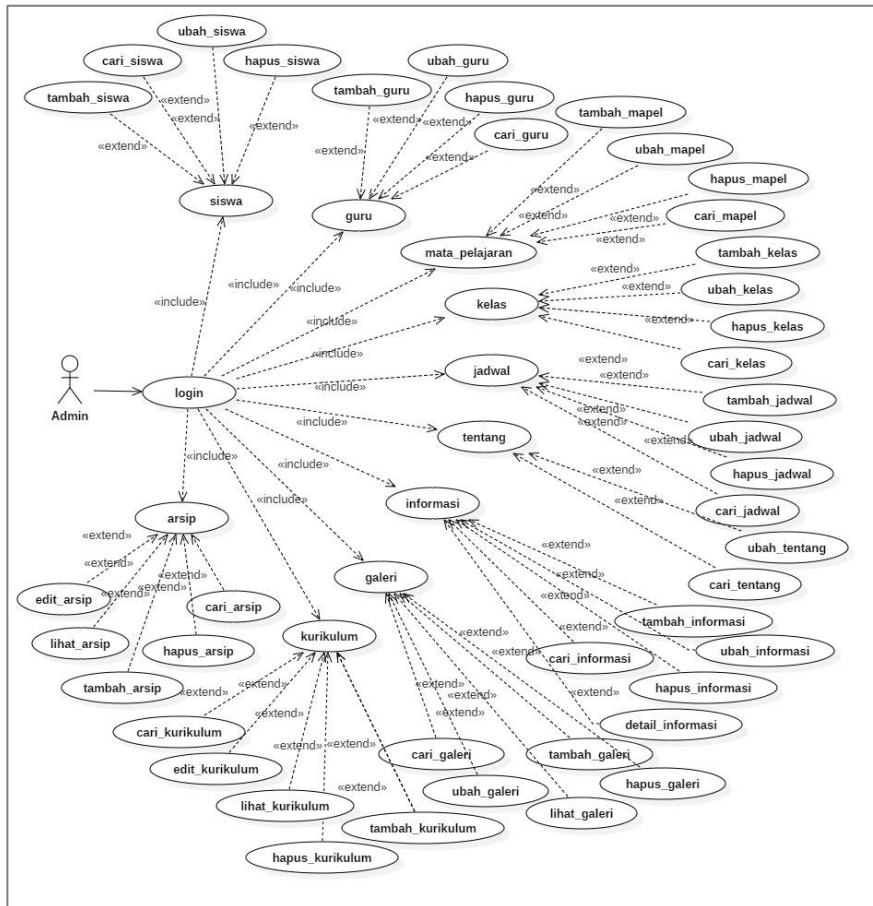 ubah_siswa
cari_siswa
hapus_siswa
ubah_guru
tambah_siswa
tambah_guru
hapus_guru
«extend»
«extend»
«extend»
«extend»
tambah_mapel
«extend»
«extend»
cari_guru
«extend»
«extend»
ubah_mapel
hapus_mapel
«extend»
siswa
guru
«extend»
cari_mapel
«extend»
«extend»
mata_pelajaran
tambah_kelas
«extend»
ubah_kelas
«include»
«include»
«include»
«extend»
kelas
«include»
«extend»
hapus_kelas
«include»
«extend»
cari_kelas
jadwal
«extend»
login
«include»
«extend»
tambah_jadwal
Admin
«extend»
«include»
«include»
tentang
ubah_jadwal
«extend»
«include»
«include»
hapus_jadwal
«extend»
«include»
informasi
cari_jadwal
arsip
«extend»
«extend»
ubah_tentang
«extend»
«extend»
galeri
«extend»
cari_tentang
«extend»
edit_arsip
cari_arsip
«extend»
tambah_informasi
lihat_arsip
kurikulum
«extend»
hapus_arsip
cari_informasi
ubah_informasi
«extend»
tambah_arsip
«extend»
hapus_informasi
«extend»
«extend»
«extend»
«extend»
detail_informasi
cari_kurikulum
«extend»
«extend»
«extend»
cari_galeri
tambah_galeri
edit_kurikulum
hapus_galeri
ubah_galeri
lihat_kurikulum
«extend»
lihat_galeri
tambah_kurikulum
hapus_kurikulum